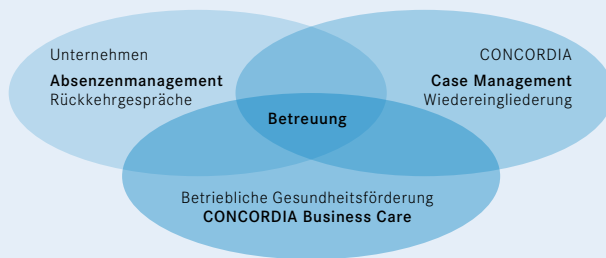 Unternehmen
Absenzenmanagement
Rückkehrgespräche
CONCORDIA
Case Management
Wiedereingliederung
Betreuung
Betriebliche Gesundheitsförderung
CONCORDIA Business Care